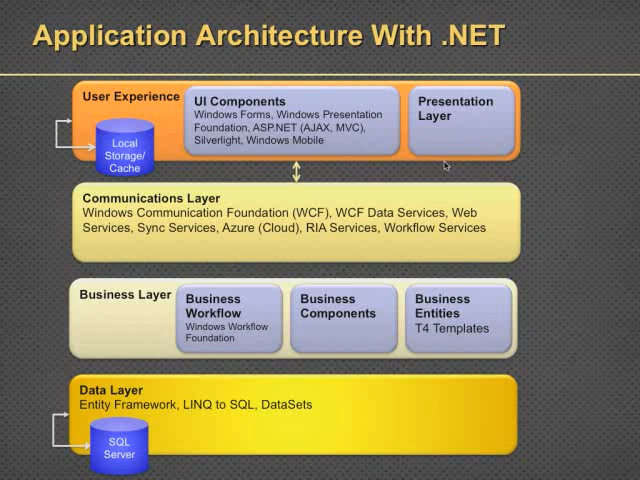 Application Architecture With .NET
User Experience
UI Components
Windows Forms, Windows Presentation
Foundation, ASP.NET (AJAX, MVC),
Silverlight, Windows Mobile
Presentation
Layer
Local
Storage/
Cache
Communications Layer
Windows Communication Foundation (WCF), WCF Data Services, Web
Services, Sync Services, Azure (Cloud), RIA Services, Workflow Services
Business Layer
Business
Workflow
Windows Workflow
Foundation
Business
Components
Business
Entities
T4 Templates
Data Layer
Entity Framework, LINQ to SQL, DataSets
SQL
Server